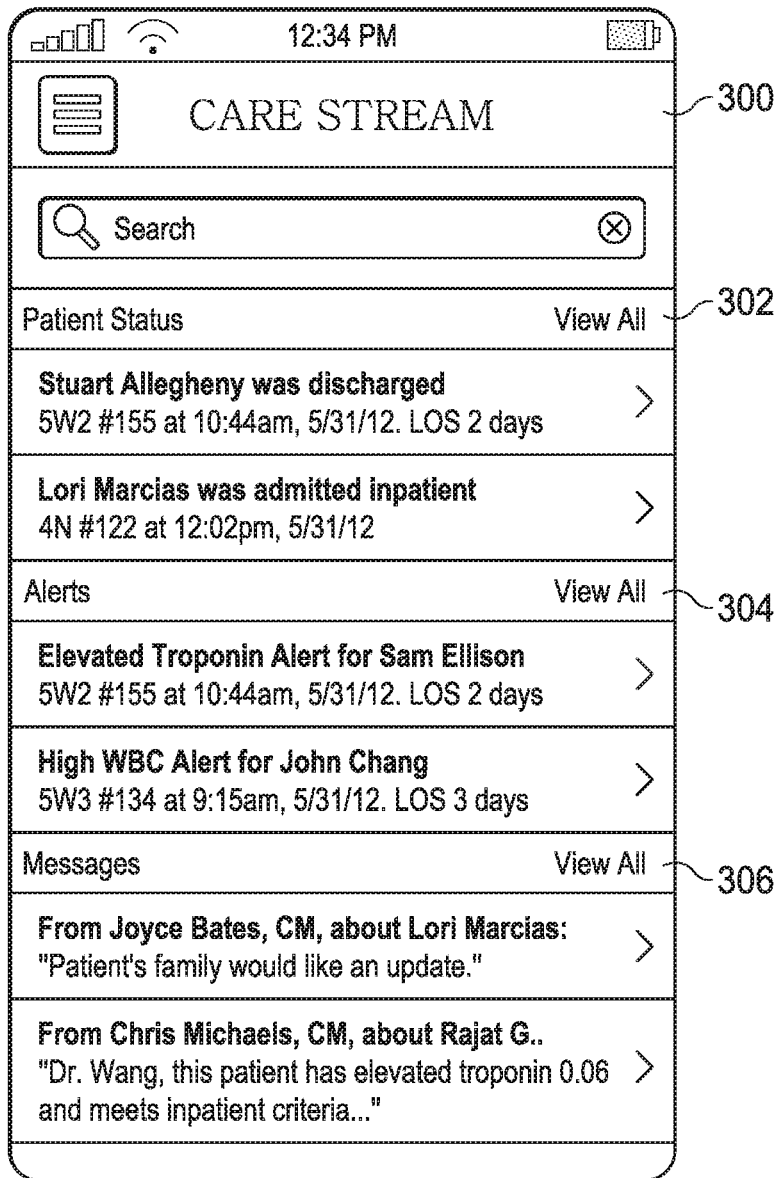 12:34 PM
CARE STREAM
300
Search
Patient Status View All
302
Stuart Allegheny was discharged
5W2 #155 at 10:44am, 5/31/12. LOS 2 days
Lori Marcias was admitted inpatient
4N #122 at 12:02pm, 5/31/12
Alerts View All
304
Elevated Troponin Alert for Sam Ellison
5W2 #155 at 10:44am, 5/31/12. LOS 2 days
High WBC Alert for John Chang
5W3 #134 at 9:15am, 5/31/12. LOS 3 days
Messages View All
306
From Joyce Bates, CM, about Lori Marcias:
"Patient's family would like an update."
From Chris Michaels, CM, about Rajat G..
"Dr. Wang, this patient has elevated troponin 0.06
and meets inpatient criteria..."